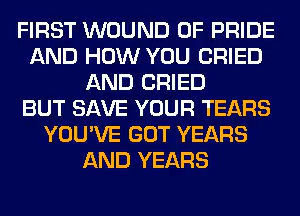 FIRST WOUND OF PRIDE
AND HOW YOU CRIED
AND CRIED
BUT SAVE YOUR TEARS
YOU'VE GOT YEARS
AND YEARS